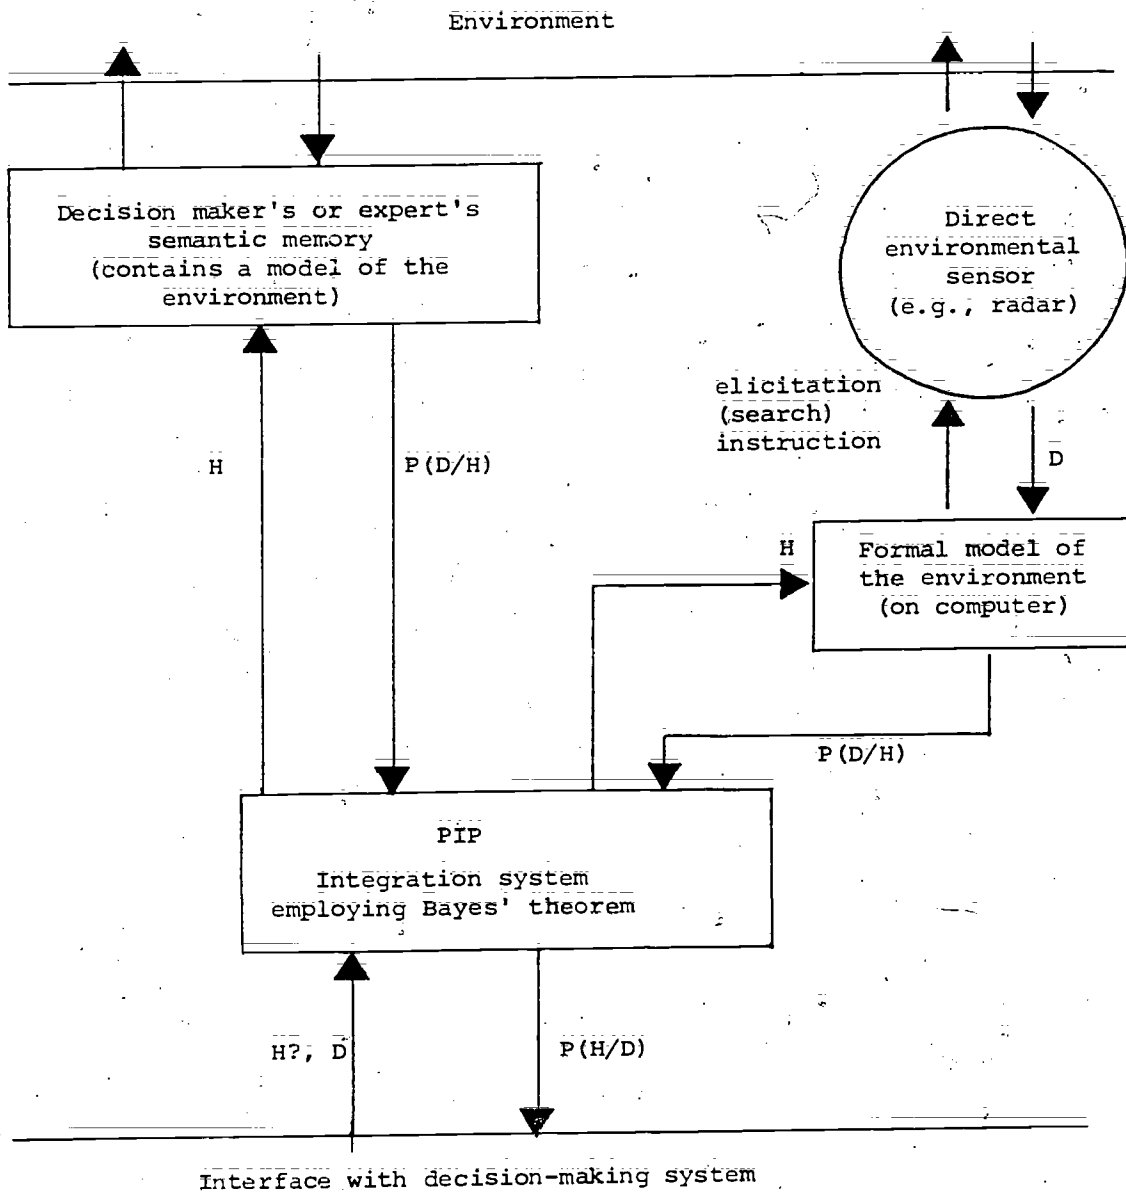 Environment
Decision maker's or expert's
semantic memory
(contains a model of the
environment)
Direct
environmental
sensor
(e.g., radar)
elicitation
(search)
instruction
H
P(D/H)
D
H
Formal model of
the environment
(on computer)
P(D/H)
PIP
Integration system
employing Bayes' theorem
H?, D
P(H/D)
Interface with decision-making system